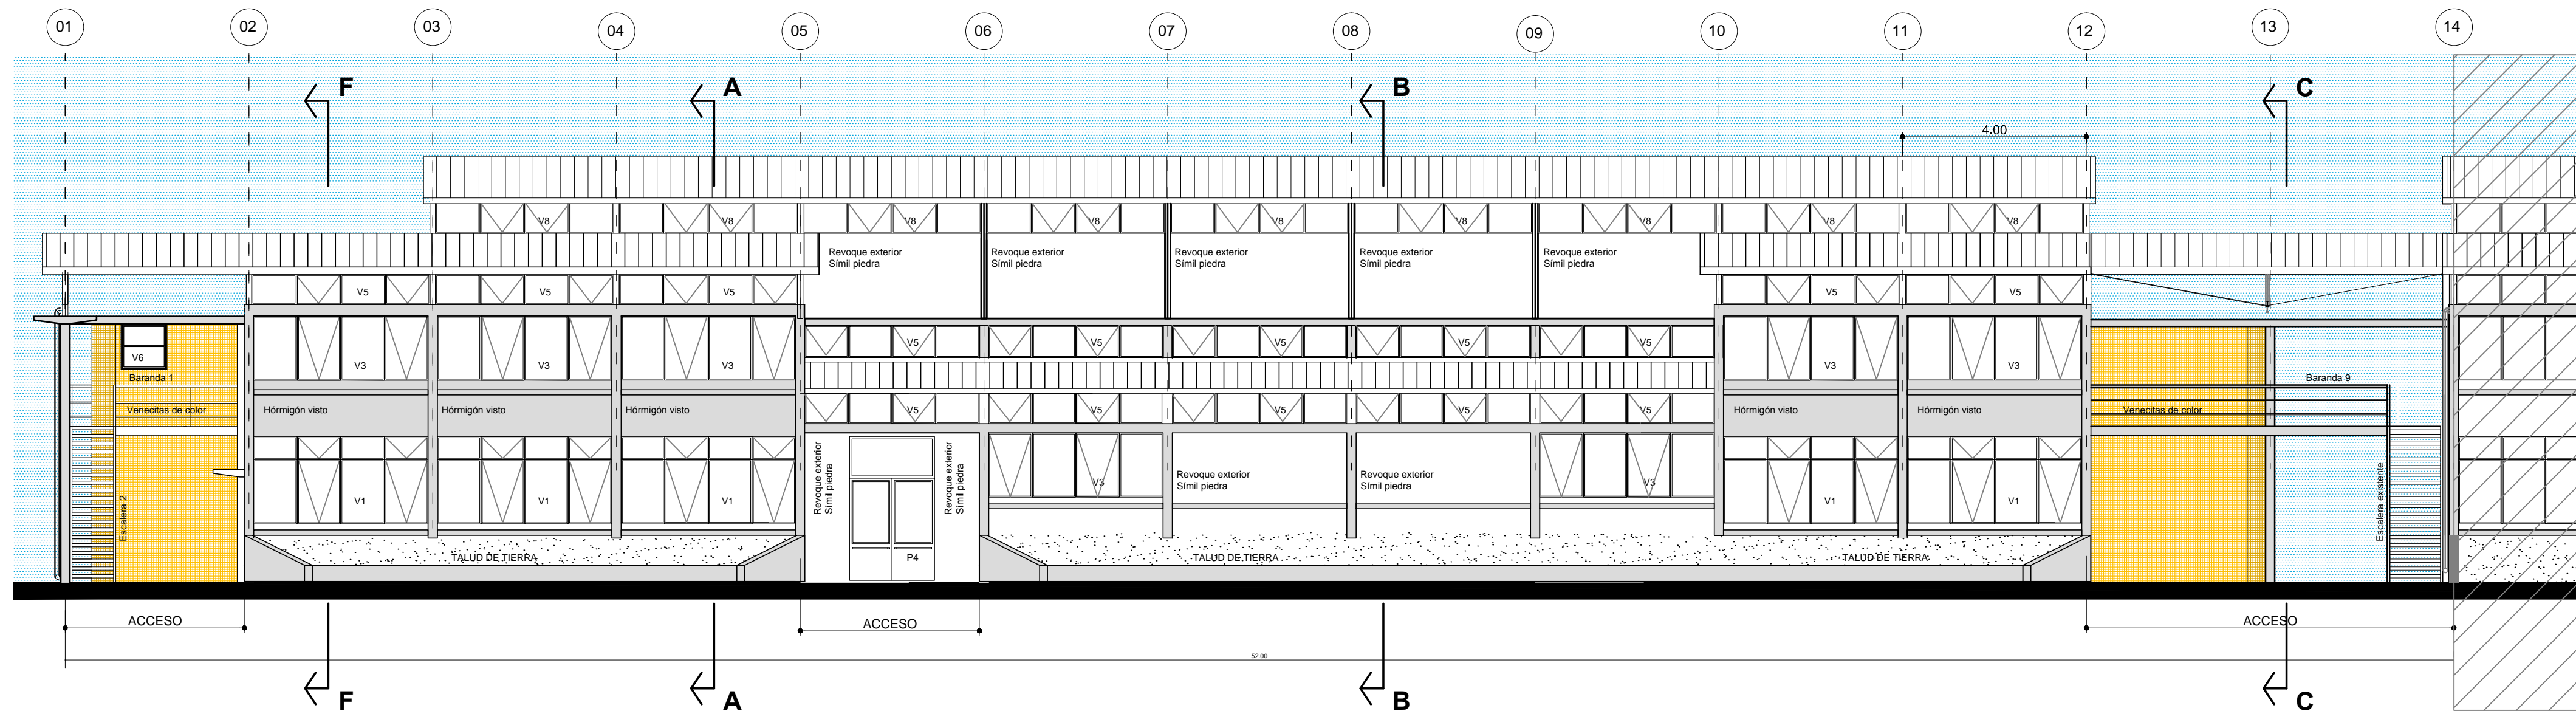 01 02 03 04 05 06 07 08 09 10 11 12 13 14
F A B C
4.00
V8 V8 V8 V8 V8 V8 V8 V8 V8
Revoque exterior Revoque exterior Revoque exterior Revoque exterior Revoque exterior
Símil piedra Símil piedra Símil piedra Símil piedra Símil piedra
V5 V5 V5 V5 V5
V5 V5 V5 V5 V5
V6
V3 V3 V3 V3 V3
Baranda 1 Baranda 9
Venecitas de color Hórmigón visto Hórmigón visto Hórmigón visto V5 V5 V5 V5 V5 Hórmigón visto Hórmigón visto Venecitas de color
Revoque exterior
Símil piedra
Revoque exterior
Símil piedra
Revoque exterior Revoque exterior
Símil piedra Símil piedra
V3 V3
Escalera 2
V1 V1 V1 V1 V1
Escalera existente
TALUD DE TIERRA P4 TALUD DE TIERRA TALUD DE TIERRA
ACCESO ACCESO ACCESO
52.00
F A B C